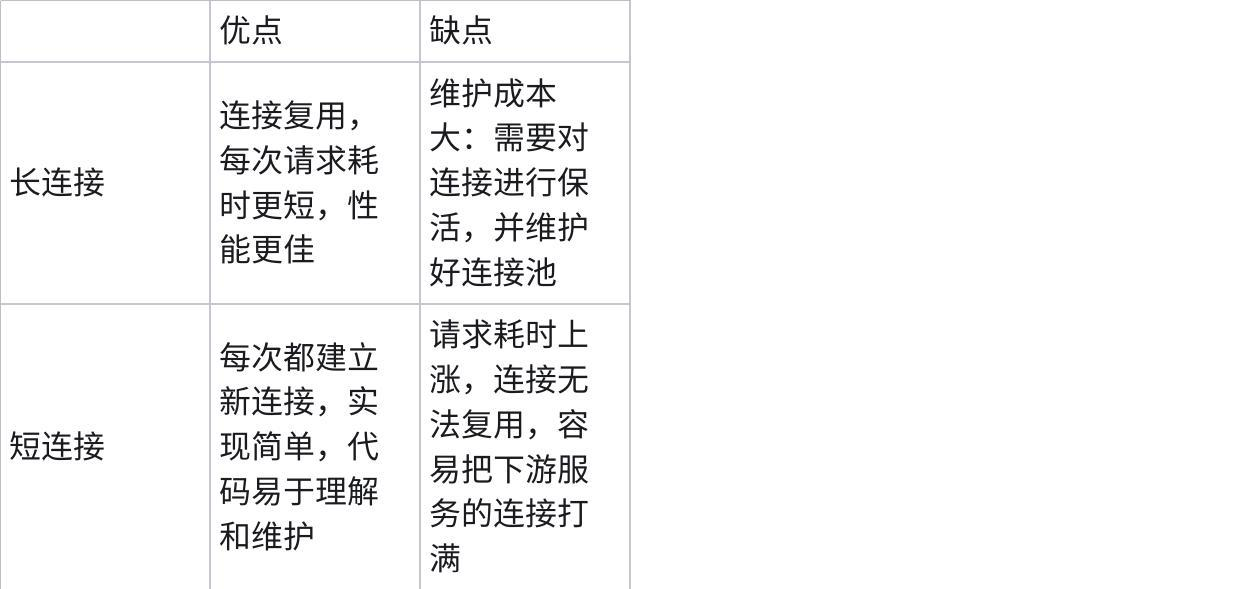 优点
缺点
长连接
连接复用，
每次请求耗
时更短，性
能更佳
维护成本
大：需要对
连接进行保
活，并维护
好连接池
短连接
每次都建立
新连接，实
现简单，代
码易于理解
和维护
请求耗时上
涨，连接无
法复用，容
易把下游服
务的连接打
满